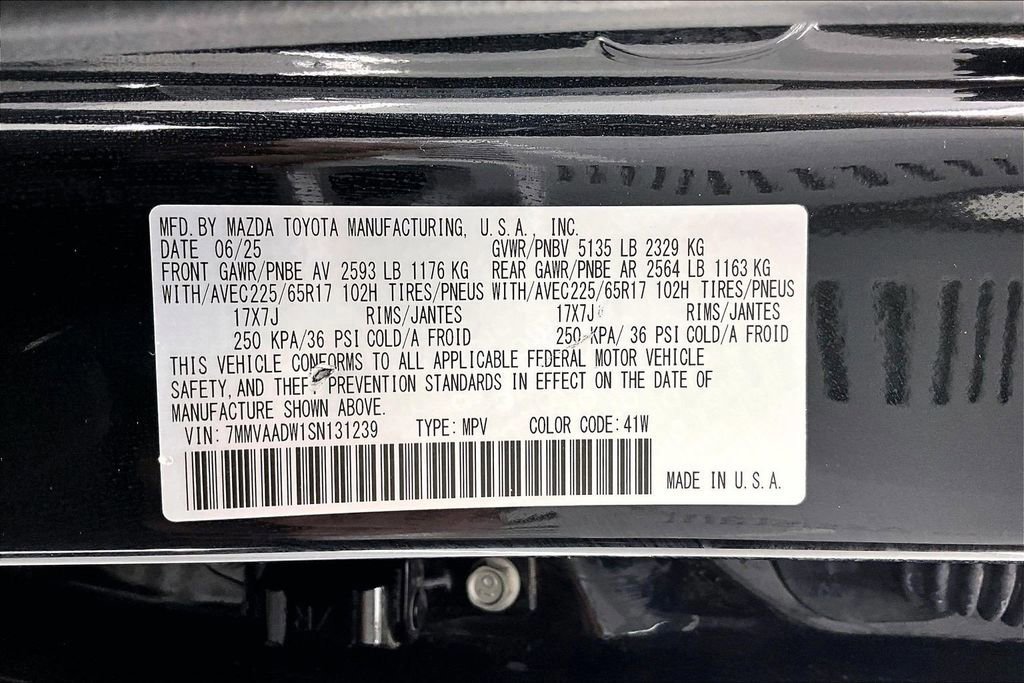 MFD. BY MAZDA TOYOTA MANUFACTURING, U.S.A., INC.
DATE 06/25 GVWR/PNBV 5135 LB 2329 KG
FRONT GAWR/PNBE AV 2593 LB 1176 KG REAR GAWR/PNBE AR 2564 LB 1163 KG
WITH/AVEC225/65R17 102H TIRES/PNEUS WITH/AVEC225/65R17 102H TIRES/PNEUS
17X7J RIMS/JANTES 17X7J RIMS/JANTES
250 KPA/36 PSI COLD/A FROID 250 KPA/ 36 PSI COLD/A FROID
THIS VEHICLE CONFORMS TO ALL APPLICABLE FEDERAL MOTOR VEHICLE
SAFETY, AND THEFT PREVENTION STANDARDS IN EFFECT ON THE DATE OF
MANUFACTURE SHOWN ABOVE.
VIN: 7MMVAADW1SN131239 TYPE: MPV COLOR CODE: 41W
MADE IN U.S.A.